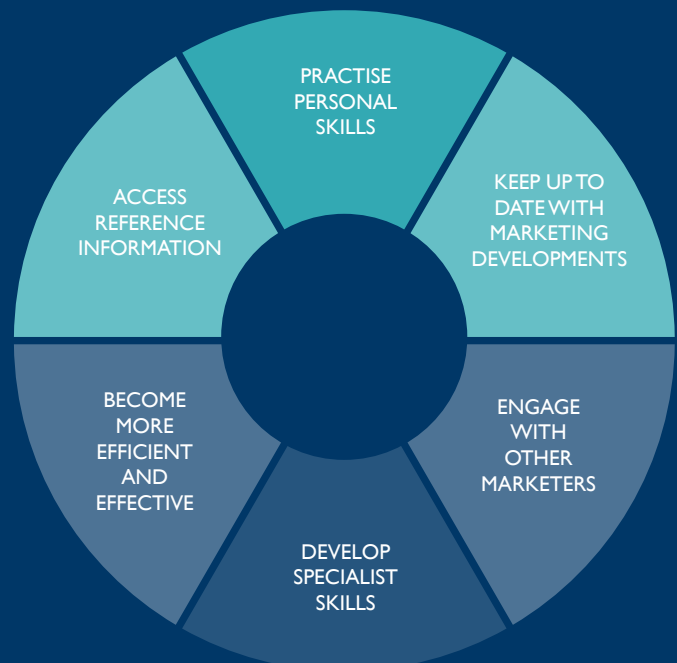 PRACTISE
PERSONAL
SKILLS
KEEP UP TO
DATE WITH
MARKETING
DEVELOPMENTS
ENGAGE
WITH
OTHER
MARKETERS
DEVELOP
SPECIALIST
SKILLS
BECOME
MORE
EFFICIENT
AND
EFFECTIVE
ACCESS
REFERENCE
INFORMATION